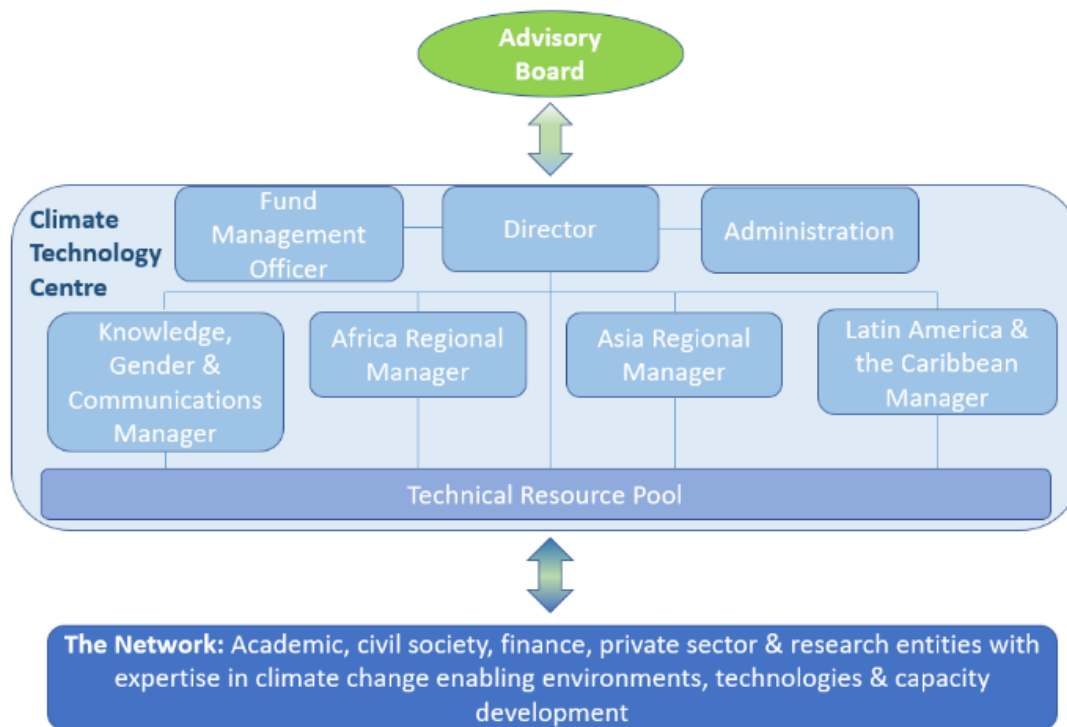 Advisory
Board
Climate
Technology
Centre
Fund
Management
Officer
Director
Administration
Knowledge,
Gender &
Communications
Manager
Africa Regional
Manager
Asia Regional
Manager
Latin America &
the Caribbean
Manager
Technical Resource Pool
The Network: Academic, civil society, finance, private sector & research entities with
expertise in climate change enabling environments, technologies & capacity
development